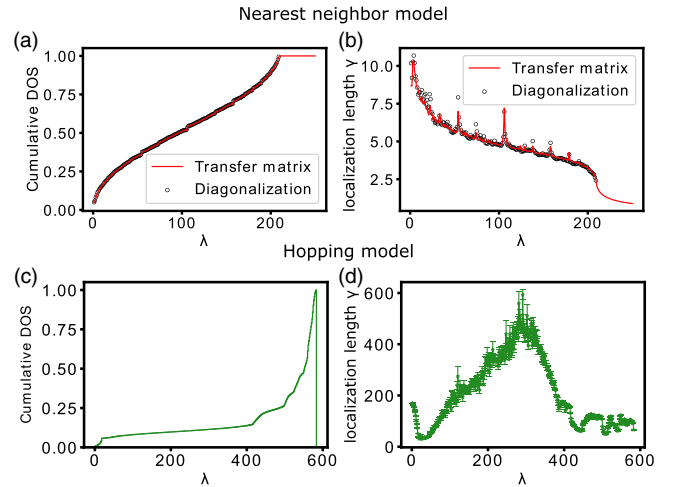 Nearest neighbor model
(a)
(b)
Cumulative DOS
1.00
0.75
0.50
0.25
0.00
Transfer matrix
Diagonalization
0
100
200
λ
localization length γ
10.0
7.5
5.0
2.5
Transfer matrix
Diagonalization
0
100
200
λ
Hopping model
(c)
(d)
Cumulative DOS
1.00
0.75
0.50
0.25
0.00
0
200
400
600
λ
localization length γ
600
400
200
0
0
200
400
600
λ